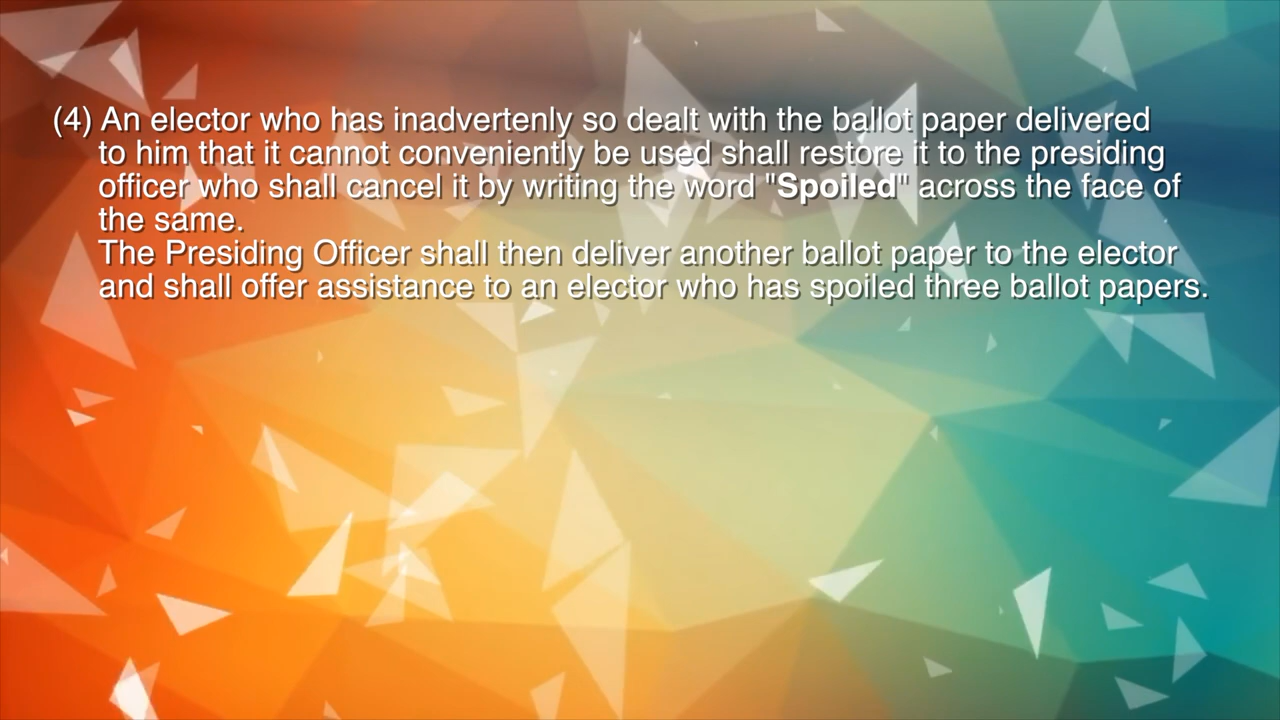 (4) An elector who has inadvertenly so dealt with the ballot paper delivered
to him that it cannot conveniently be used shall restore it to the presiding
officer who shall cancel it by writing the word "Spoiled" across the face of
the same.
The Presiding Officer shall then deliver another ballot paper to the elector
and shall offer assistance to an elector who has spoiled three ballot papers.